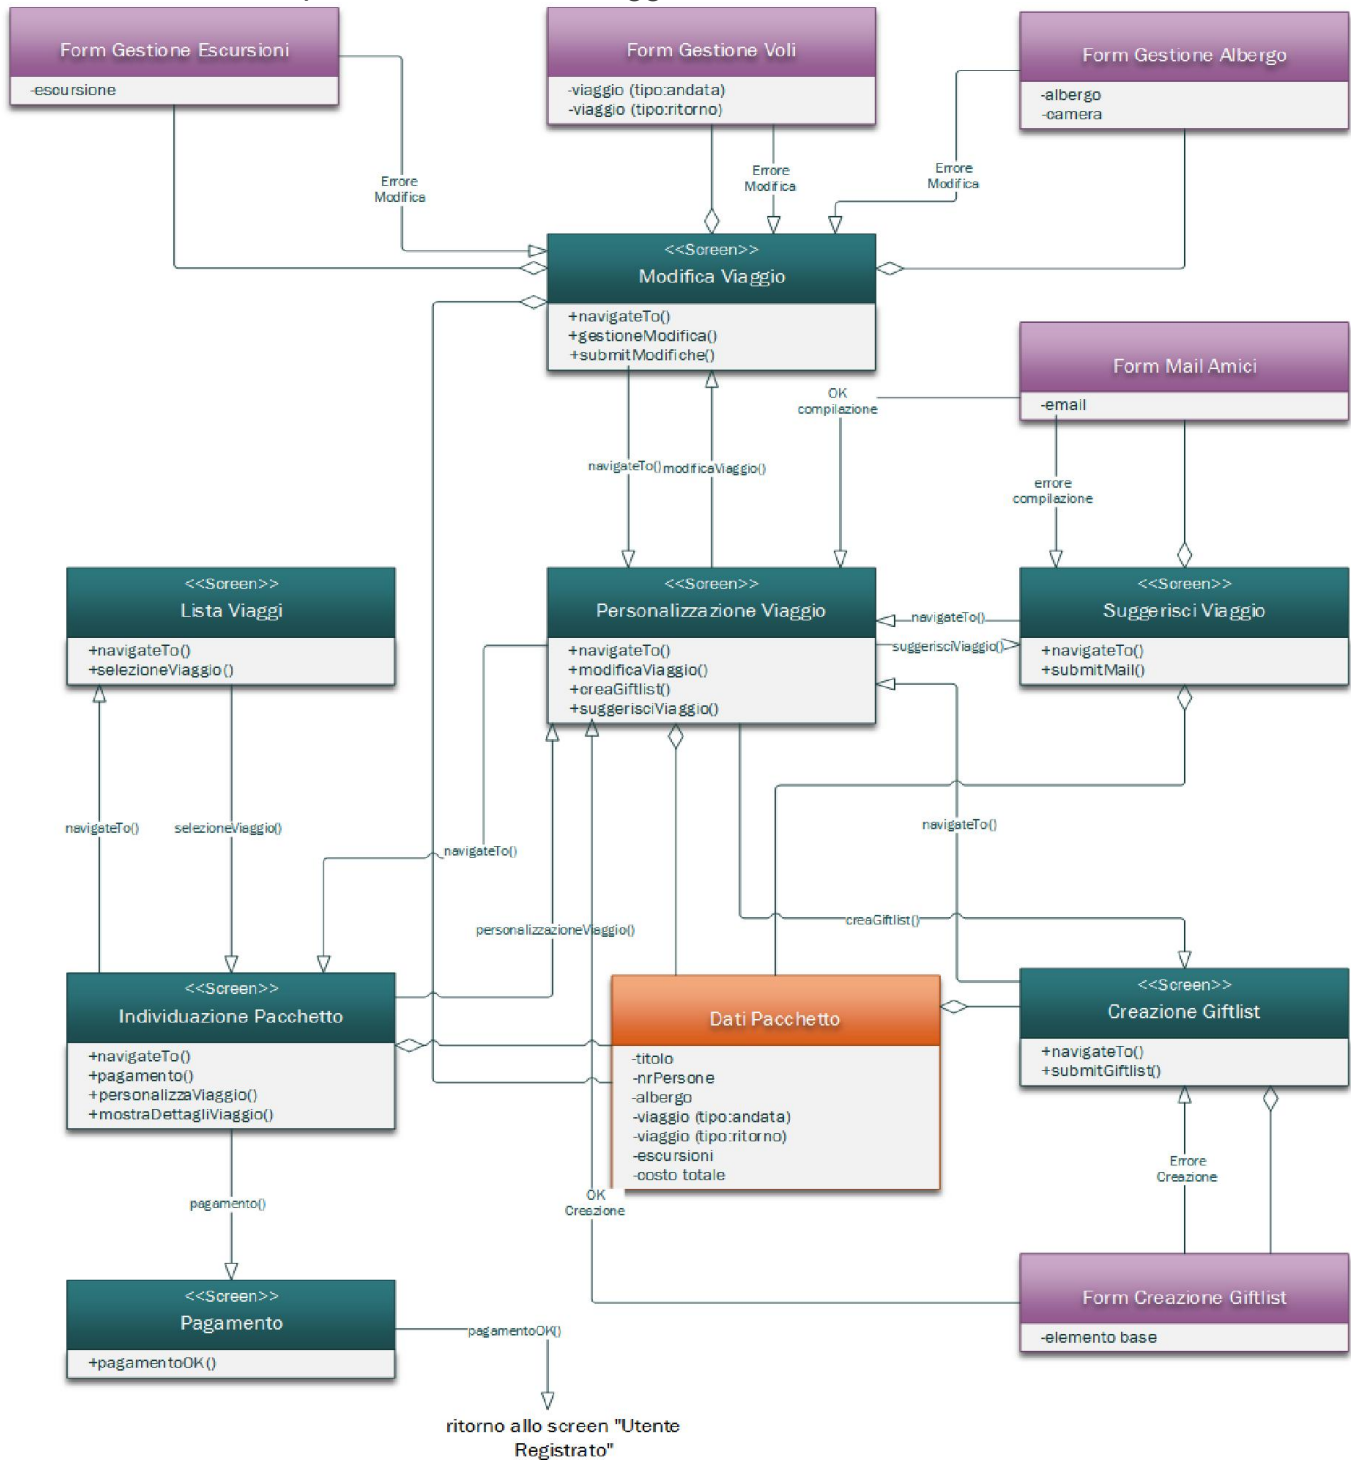 Form Gestione Escursioni
-escursione
Form Gestione Voli
-viaggio (tipo:andata)
-viaggio (tipo:ritorno)
Form Gestione Albergo
-albergo
-camera
Errore
Modifica
Errore
Modifica
Errore
Modifica
<<Screen>>
Modifica Viaggio
+navigateTo()
+gestioneModifica()
+submitModifiche()
Form Mail Amici
-email
OK
compilazione
navigateTo()
modificaViaggio()
errore
compilazione
<<Screen>>
Lista Viaggi
+navigateTo()
+selezioneViaggio()
<<Screen>>
Personalizzazione Viaggio
+navigateTo()
+modificaViaggio()
+creaGiftlist()
+suggerisciViaggio()
navigateTo()
suggerisciViaggio()
<<Screen>>
Suggerisci Viaggio
+navigateTo()
+submitMail()
navigateTo()
selezioneViaggio()
navigateTo()
navigateTo()
personalizzazioneViaggio()
creaGiftlist()
<<Screen>>
Individuazione Pacchetto
+navigateTo()
+pagamento()
+personalizzaViaggio()
+mostraDettagliViaggio()
Dati Pacchetto
-titolo
-nrPersone
-albergo
-viaggio (tipo:andata)
-viaggio (tipo:ritorno)
-escursioni
-costo totale
<<Screen>>
Creazione Giftlist
+navigateTo()
+submitGiftlist()
Errore
Creazione
OK
Creazione
pagamento()
<<Screen>>
Pagamento
+pagamentoOK()
pagamentoOK()
Form Creazione Giftlist
-elemento base
ritorno allo screen "Utente
Registrato"